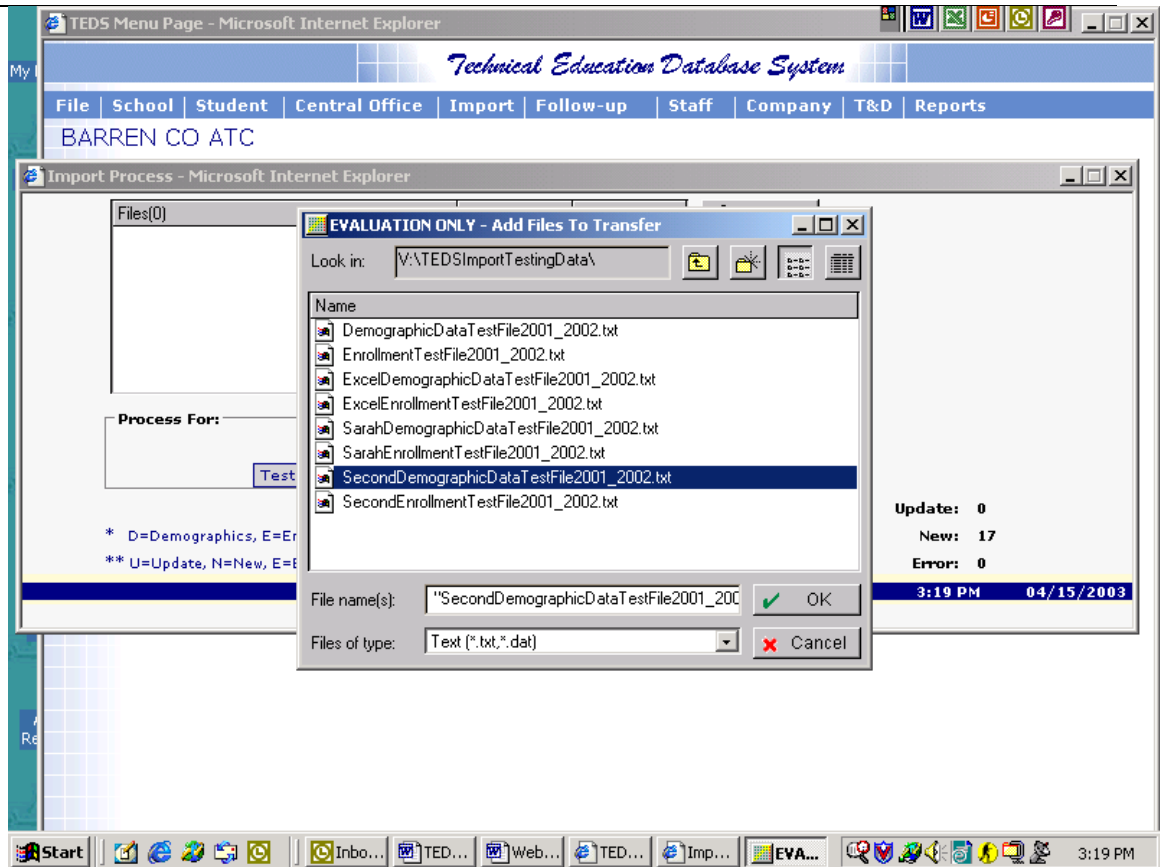 TEDS Menu Page - Microsoft Internet Explorer
My
Technical Education Database System
File | School | Student | Central Office | Import | Follow-up | Staff | Company | T&D | Reports
BARREN CO ATC
Import Process - Microsoft Internet Explorer
Files(0)
EVALUATION ONLY - Add Files To Transfer
Look in: V:\TEDSImportTestingData\
Name
DemographicDataTestFile2001_2002.txt
EnrollmentTestFile2001_2002.txt
ExcelDemographicDataTestFile2001_2002.txt
ExcelEnrollmentTestFile2001_2002.txt
SarahDemographicDataTestFile2001_2002.txt
SarahEnrollmentTestFile2001_2002.txt
SecondDemographicDataTestFile2001_2002.txt
SecondEnrollmentTestFile2001_2002.txt
Process For:
Test
Update: 0
* D=Demographics, E=Er
New: 17
** U=Update, N=New, E=E
Error: 0
File name(s): "SecondDemographicDataTestFile2001_200
OK
3:19 PM 04/15/2003
Files of type: Text (*.txt,*.dat)
Cancel
Re
Start Inbo... TED... Web... TED... Imp... EVA... 3:19 PM